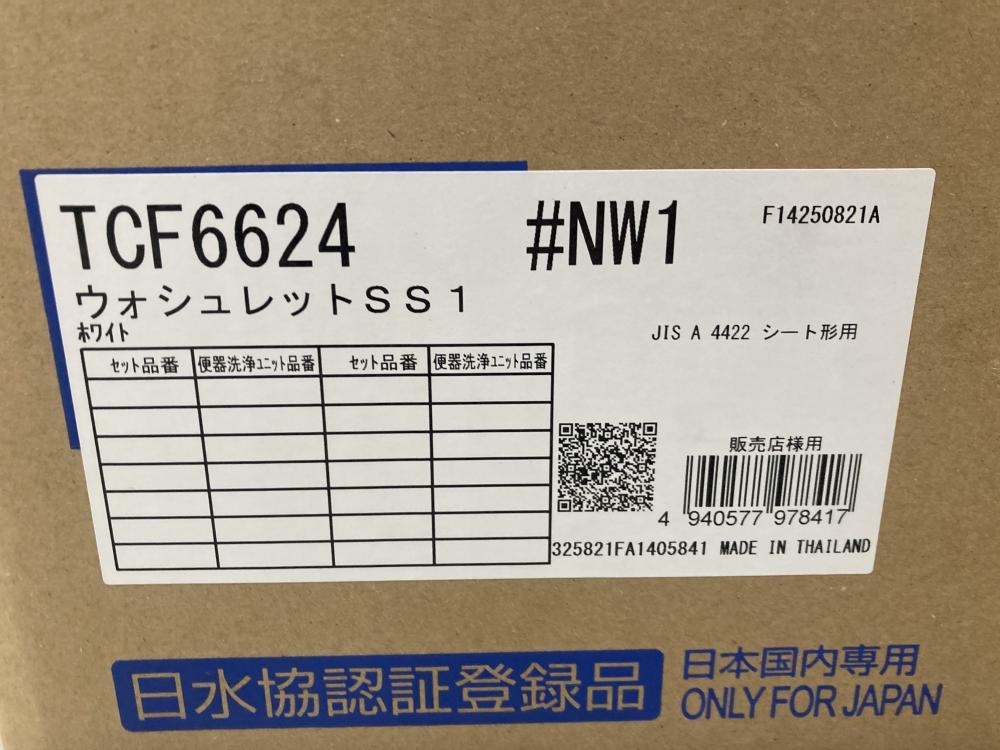 TCF6624 #NW1 F14250821A
ウォシュレットＳＳ１
ホワイト
JIS A 4422 シート形用
セット品番 便器洗浄ユニット品番 セット品番 便器洗浄ユニット品番
販売店様用
4 940577 978417
325821FA1405841 MADE IN THAILAND
日水協認証登録品
日本国内専用
ONLY FOR JAPAN